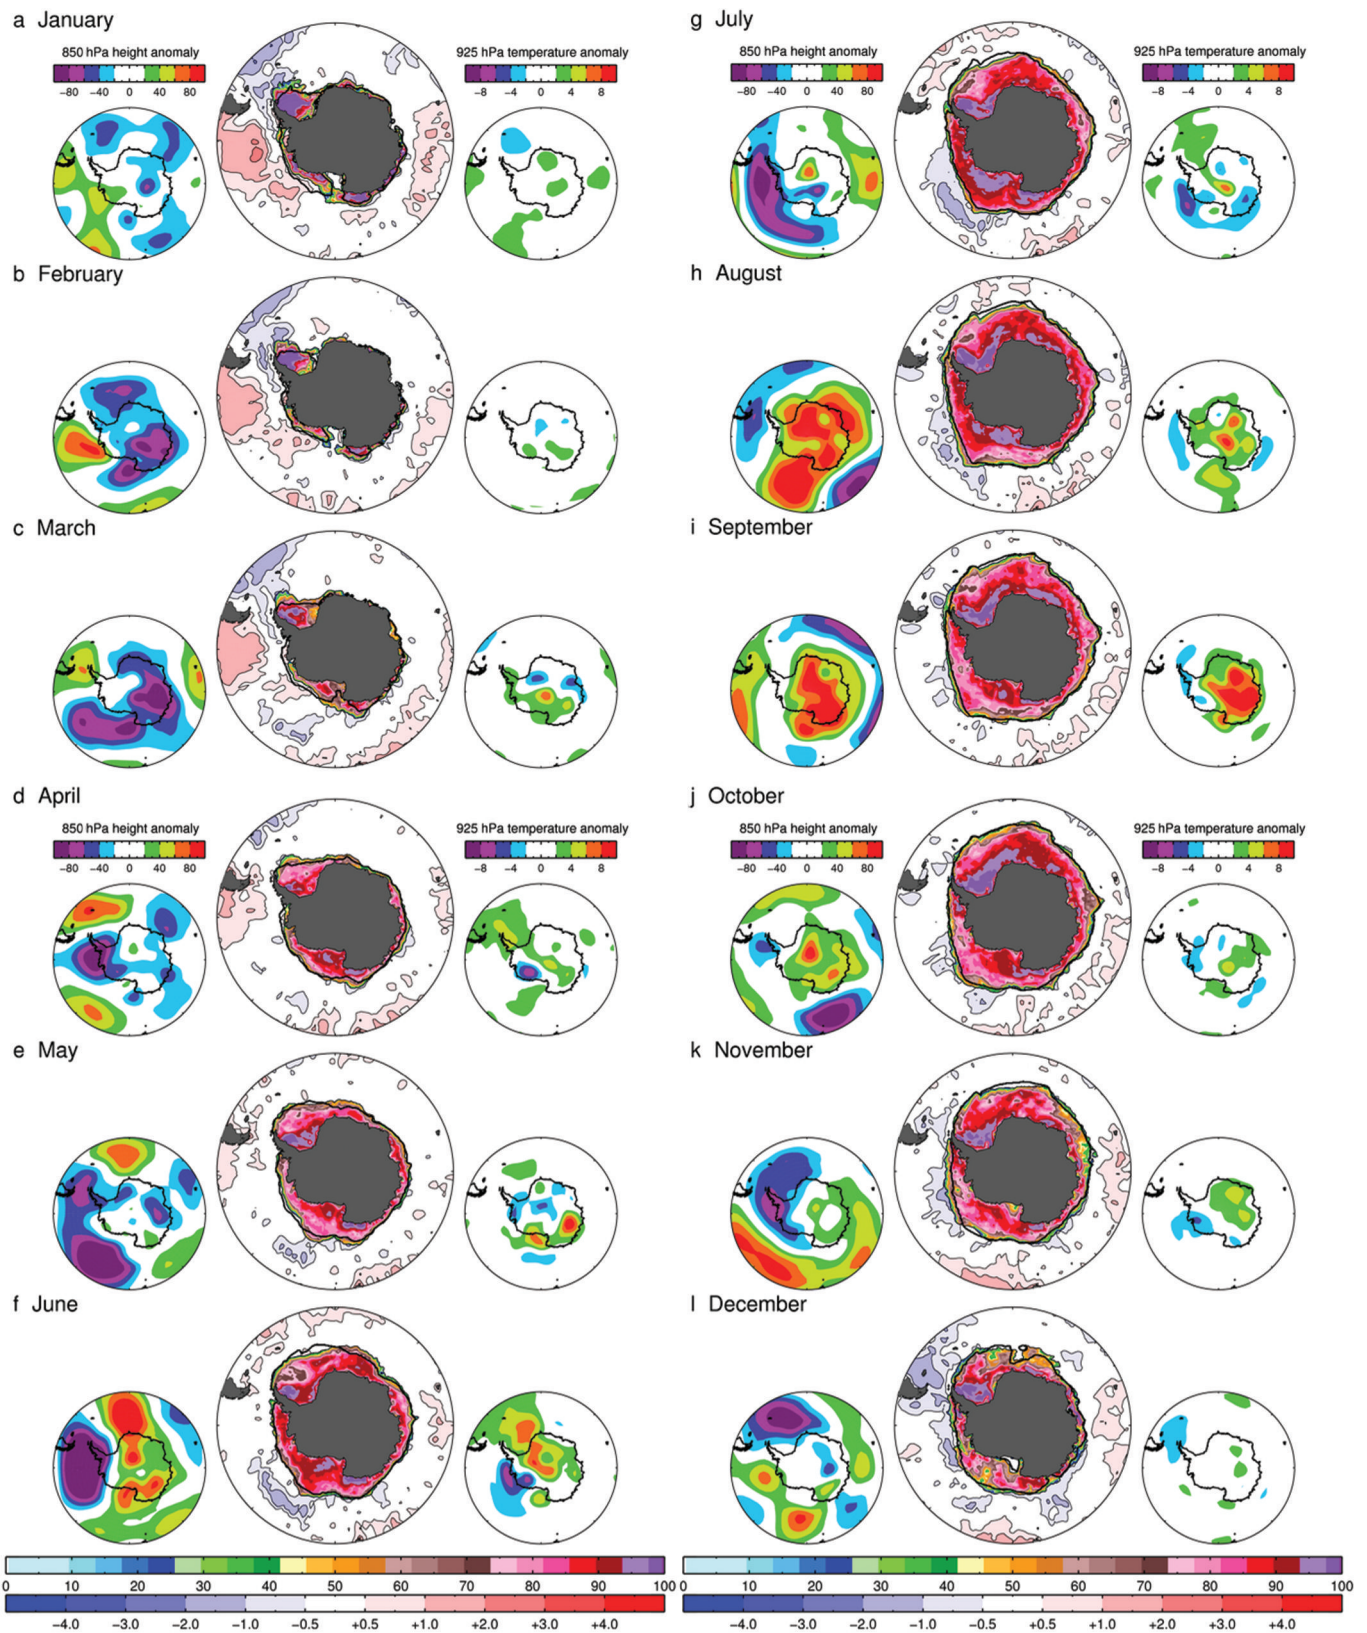 a January
850 hPa height anomaly
−80 −40 0 40 80
925 hPa temperature anomaly
−8 −4 0 4 8
b February
c March
d April
850 hPa height anomaly
−80 −40 0 40 80
925 hPa temperature anomaly
−8 −4 0 4 8
e May
f June
0 10 20 30 40 50 60 70 80 90 100
−4.0 −3.0 −2.0 −1.0 −0.5 +0.5 +1.0 +2.0 +3.0 +4.0
g July
850 hPa height anomaly
−80 −40 0 40 80
925 hPa temperature anomaly
−8 −4 0 4 8
h August
i September
j October
850 hPa height anomaly
−80 −40 0 40 80
925 hPa temperature anomaly
−8 −4 0 4 8
k November
l December
0 10 20 30 40 50 60 70 80 90 100
−4.0 −3.0 −2.0 −1.0 −0.5 +0.5 +1.0 +2.0 +3.0 +4.0